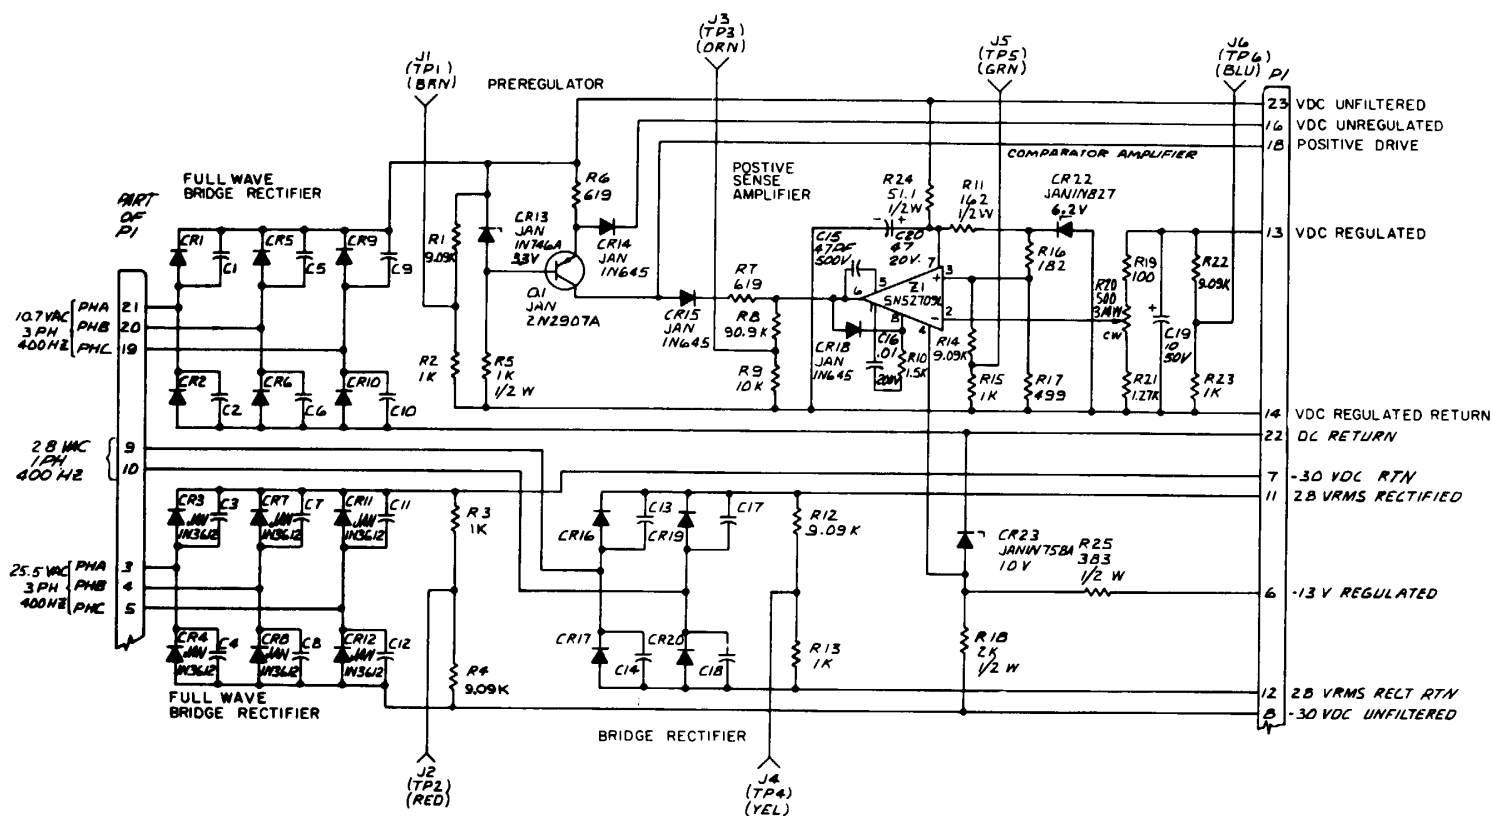 J1
(TP1)
(BRN)
PREREGULATOR
J3
(TP3)
(ORN)
J5
(TP5)
(GRN)
J6
(TP6)
(BLU)
P1
23 VDC UNFILTERED
16 VDC UNREGULATED
18 POSITIVE DRIVE
13 VDC REGULATED
14 VDC REGULATED RETURN
22 DC RETURN
7 -30 VDC RTN
11 28 VRMS RECTIFIED
6 -13 V REGULATED
12 28 VRMS RECT RTN
8 -30 VDC UNFILTERED
PART
OF
P1
FULL WAVE
BRIDGE RECTIFIER
CR1
C1
CR5
C5
CR9
C9
10.7 VAC
3 PH
400 HZ
PHA 21
PHB 20
PHC 19
CR2
C2
CR6
C6
CR10
C10
28 VAC
1 PH
400 HZ
9
10
CR3
JAN
1N3612
C3
CR7
JAN
1N3612
C7
CR11
JAN
1N3612
C11
25.5 VAC
3 PH
400HZ
PHA 3
PHB 4
PHC 5
CR4
JAN
1N3612
C4
CR8
JAN
1N3612
C8
CR12
JAN
1N3612
C12
FULL WAVE
BRIDGE RECTIFIER
R1
9.09K
R2
1K
CR13
JAN
1N746A
3.3V
R5
1K
1/2 W
R6
619
Q1
JAN
2N2907A
CR14
JAN
1N645
CR15
JAN
1N645
R7
619
R8
90.9K
R9
10K
POSTIVE
SENSE
AMPLIFIER
C15
47PF
500V
- +
C20
47
20V
CR18
JAN
1N645
C16
.01
200V
R10
1.5K
6
5
7
3
+
Z1
SN52709L
-
2
1
8
4
COMPARATOR AMPLIFIER
R24
51.1
1/2W
R11
162
1/2W
CR22
JAN1N827
6.2V
R16
182
R14
9.09K
R15
1K
R17
499
R19
100
R20
500
3/4W
CW
R21
1.27K
+
C19
10
50V
R22
9.09K
R23
1K
R3
1K
R4
9.09K
J2
(TP2)
(RED)
CR16
C13
CR19
C17
CR17
C14
CR20
C18
BRIDGE RECTIFIER
R12
9.09K
R13
1K
J4
(TP4)
(YEL)
CR23
JAN1N758A
10V
R25
383
1/2 W
R18
2K
1/2 W